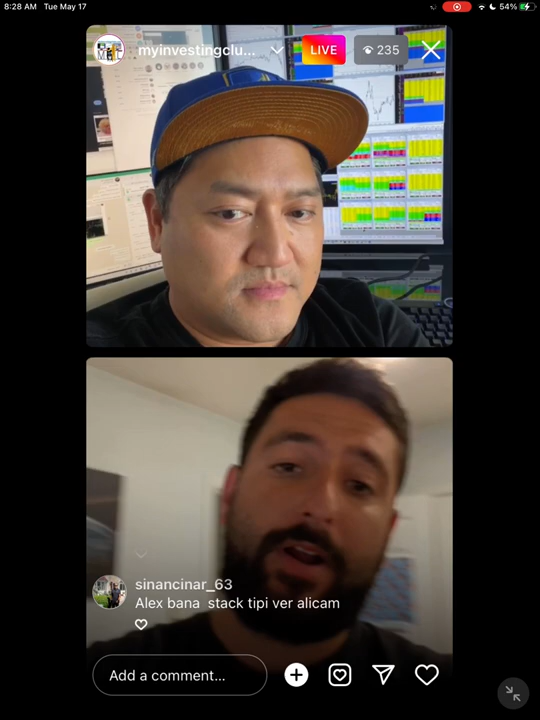 8:28 AM Tue May 17
54%
myinvestingclu...
LIVE
235
sinancinar_63
Alex bana stack tipi ver alicam
Add a comment...